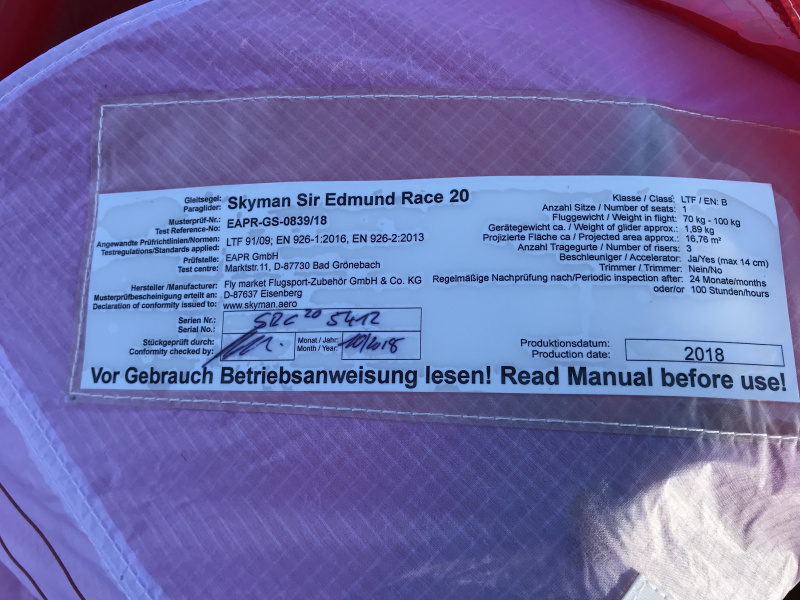 Gleitsegel:
Paraglider: Skyman Sir Edmund Race 20
Musterprüf-Nr.:
Test Reference-No: EAPR-GS-0839/18
Angewandte Prüfrichtlinien/Normen:
Testregulations/Standards applied: LTF 91/09; EN 926-1:2016, EN 926-2:2013
Prüfstelle: EAPR GmbH
Test centre: Marktstr.11, D-87730 Bad Grönebach
Hersteller /Manufacturer: Fly market Flugsport-Zubehör GmbH & Co. KG
Musterprüfbescheinigung erteilt an: D-87637 Eisenberg
Declaration of conformity issued to: www.skyman.aero
Serien Nr.:
Serial No.: SRC 20 5412
Stückgeprüft durch:
Conformity checked by:
Monat / Jahr:
Month / Year: 10/2018
Klasse / Class: LTF / EN: B
Anzahl Sitze / Number of seats: 1
Fluggewicht / Weight in flight: 70 kg - 100 kg
Gerätegewicht ca. / Weight of glider approx.: 1,89 kg
Projizierte Fläche ca / Projected area approx.: 16,76 m²
Anzahl Tragegurte / Number of risers: 3
Beschleuniger / Accelerator: Ja/Yes (max 14 cm)
Trimmer / Trimmer: Nein/No
Regelmäßige Nachprüfung nach/Periodic inspection after: 24 Monate/months
oder/or 100 Stunden/hours
Produktionsdatum:
Production date: 2018
Vor Gebrauch Betriebsanweisung lesen! Read Manual before use!